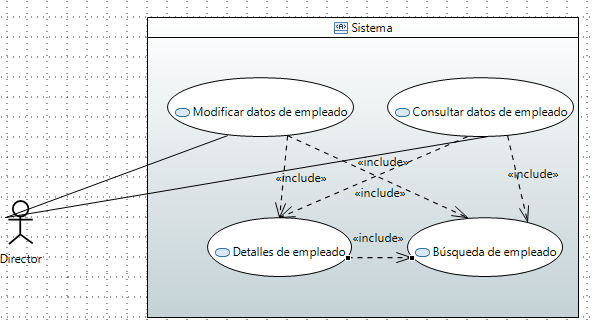 Sistema
Modificar datos de empleado
Consultar datos de empleado
«include»
«include»
«include»
«include»
Director
Detalles de empleado
«include»
Búsqueda de empleado